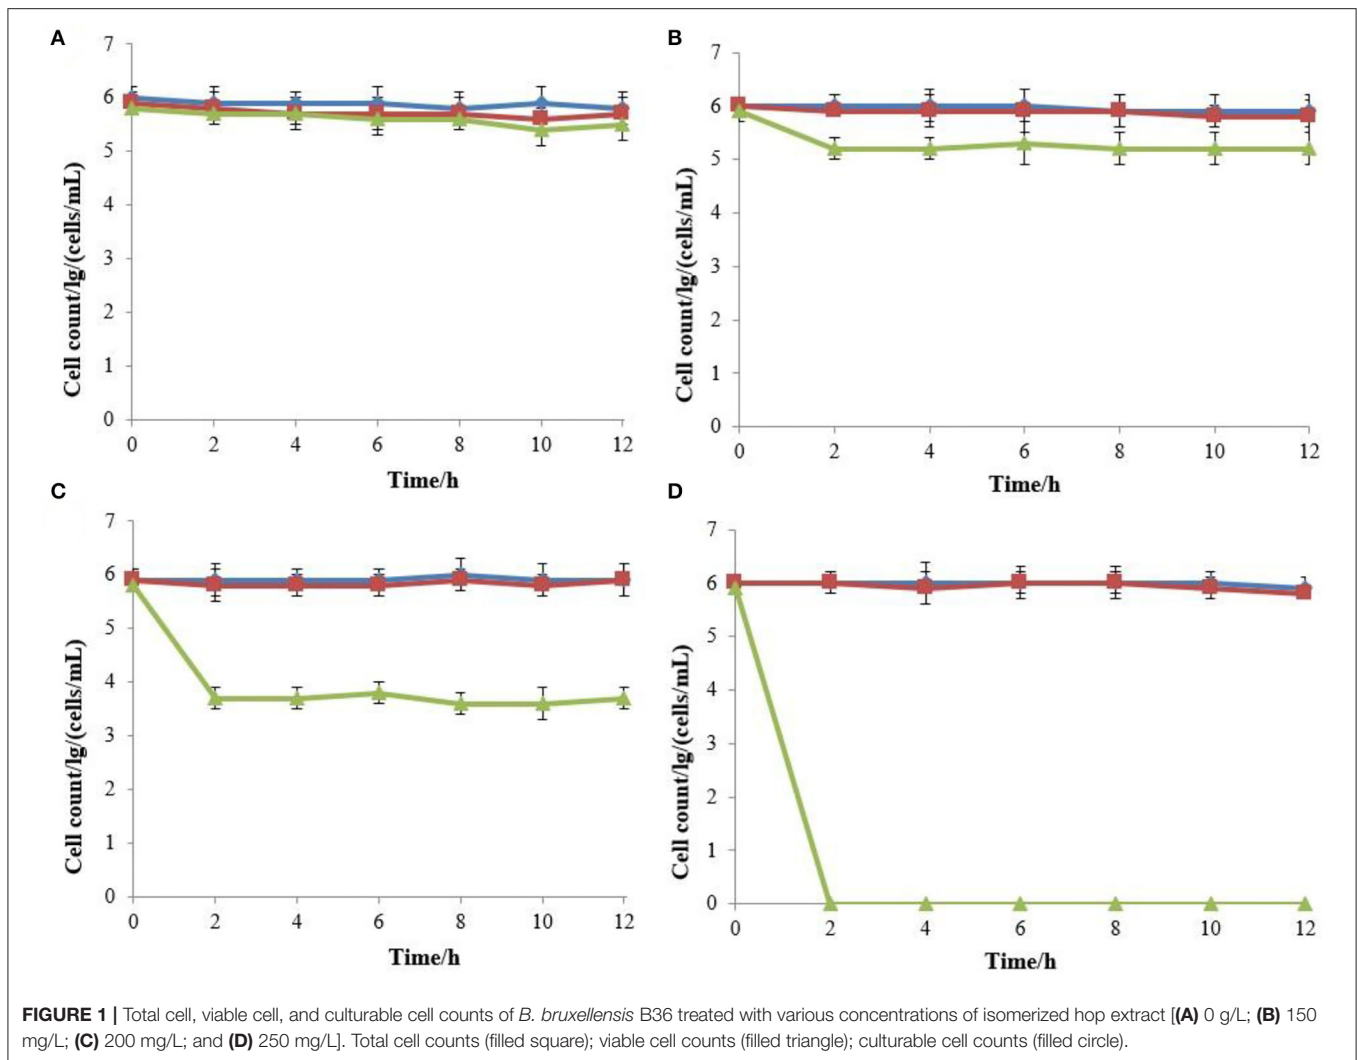 A
7
6
5
4
3
2
1
0
Cell count/lg/(cells/mL)
0 2 4 6 8 10 12
Time/h
B
7
6
5
4
3
2
1
0
Cell count/lg/(cells/mL)
0 2 4 6 8 10 12
Time/h
C
7
6
5
4
3
2
1
0
Cell count/lg/(cells/mL)
0 2 4 6 8 10 12
Time/h
D
7
6
5
4
3
2
1
0
Cell count/lg/(cells/mL)
0 2 4 6 8 10 12
Time/h
FIGURE 1 | Total cell, viable cell, and culturable cell counts of B. bruxellensis B36 treated with various concentrations of isomerized hop extract [(A) 0 g/L; (B) 150
mg/L; (C) 200 mg/L; and (D) 250 mg/L]. Total cell counts (filled square); viable cell counts (filled triangle); culturable cell counts (filled circle).